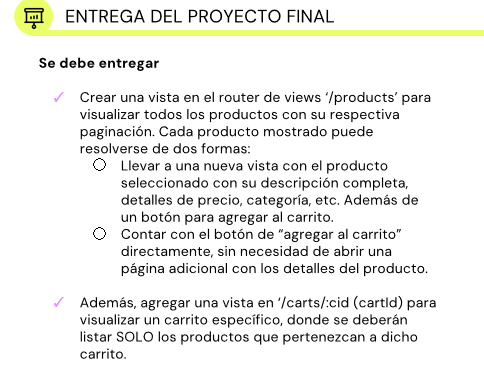 ENTREGA DEL PROYECTO FINAL
Se debe entregar
✓ Crear una vista en el router de views ‘/products’ para
visualizar todos los productos con su respectiva
paginación. Cada producto mostrado puede
resolverse de dos formas:
○ Llevar a una nueva vista con el producto
seleccionado con su descripción completa,
detalles de precio, categoría, etc. Además de
un botón para agregar al carrito.
○ Contar con el botón de “agregar al carrito”
directamente, sin necesidad de abrir una
página adicional con los detalles del producto.
✓ Además, agregar una vista en ‘/carts/:cid (cartId) para
visualizar un carrito específico, donde se deberán
listar SOLO los productos que pertenezcan a dicho
carrito.